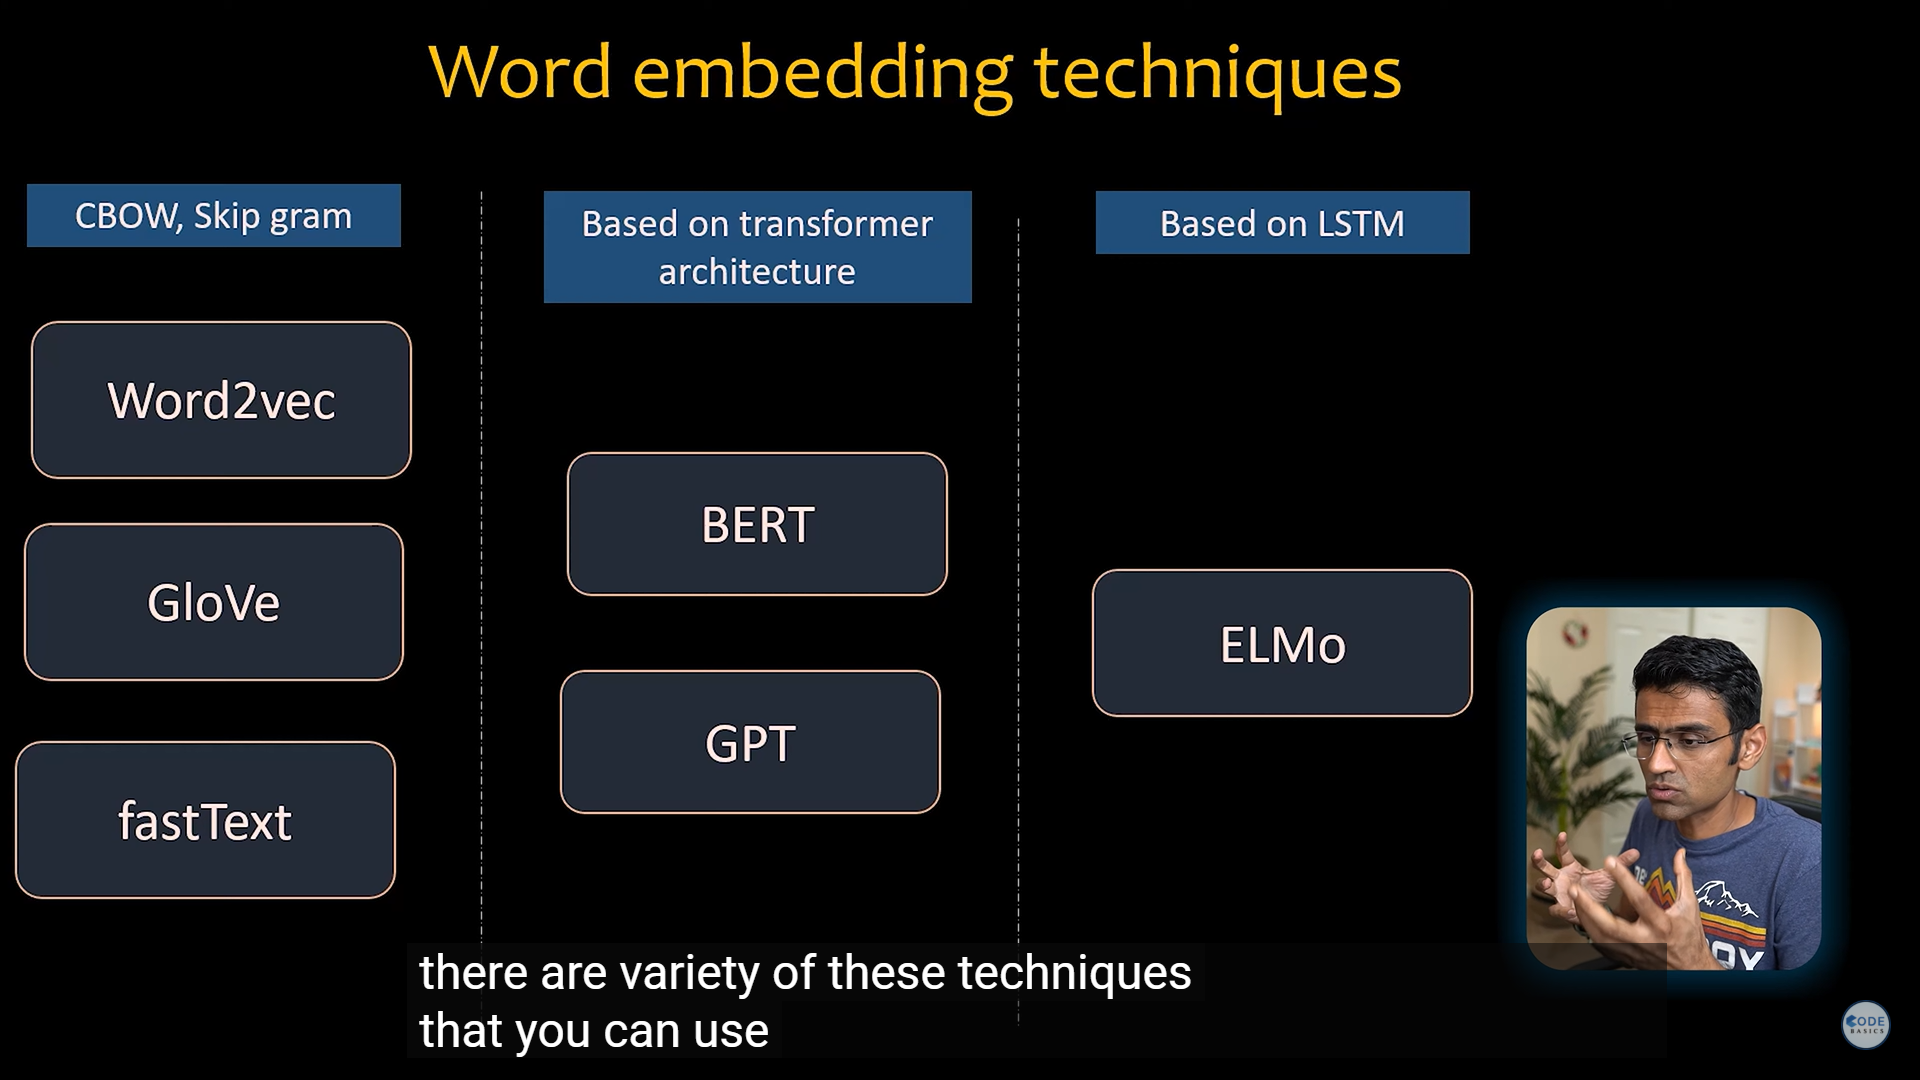 Word embedding techniques
CBOW, Skip gram
Word2vec
GloVe
fastText
Based on transformer
architecture
BERT
GPT
Based on LSTM
ELMo
there are variety of these techniques
that you can use
CODE
BASICS